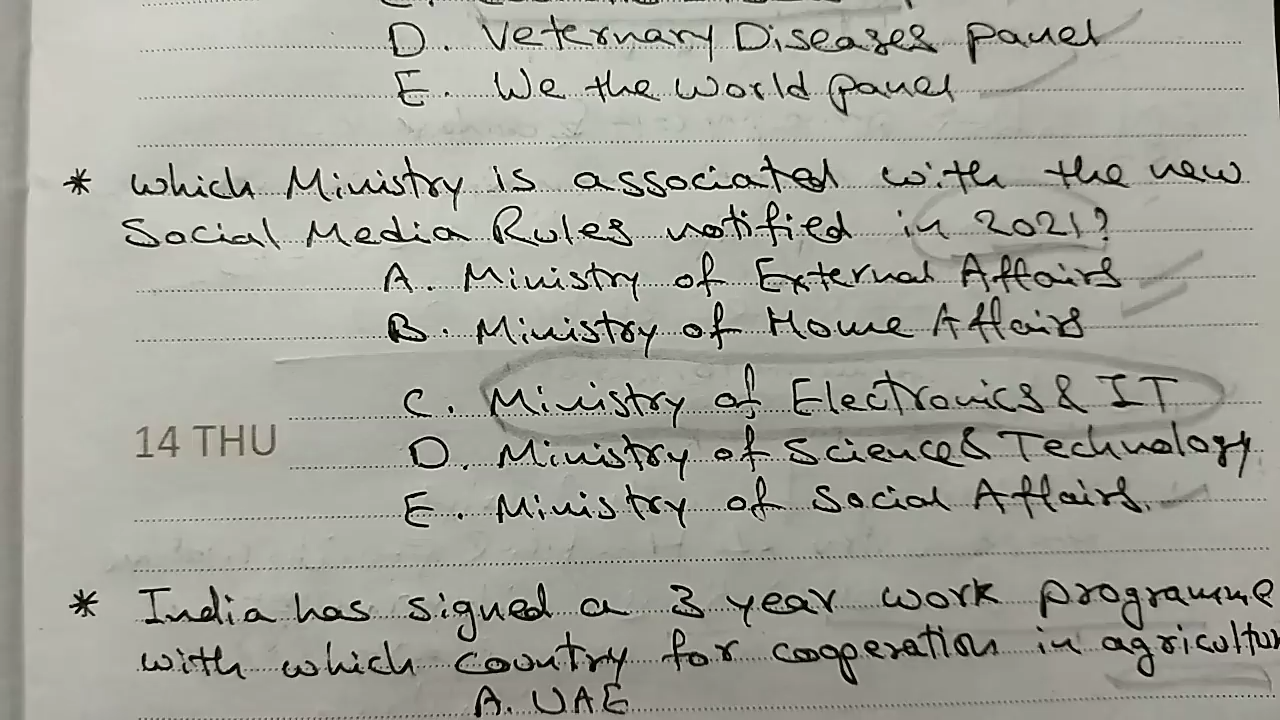 D. Veternary Diseases panel
E. We the World panel
* which Ministry is associated with the new
Social Media Rules notified in 2021?
A. Ministry of External Affairs
B. Ministry of Home Affairs
C. Ministry of Electronics & IT
14 THU
D. Ministry of Science & Technology
E. Ministry of Social Affairs.
* India has signed a 3 year work programme
with which country for cooperation in agricultur
A. UAE